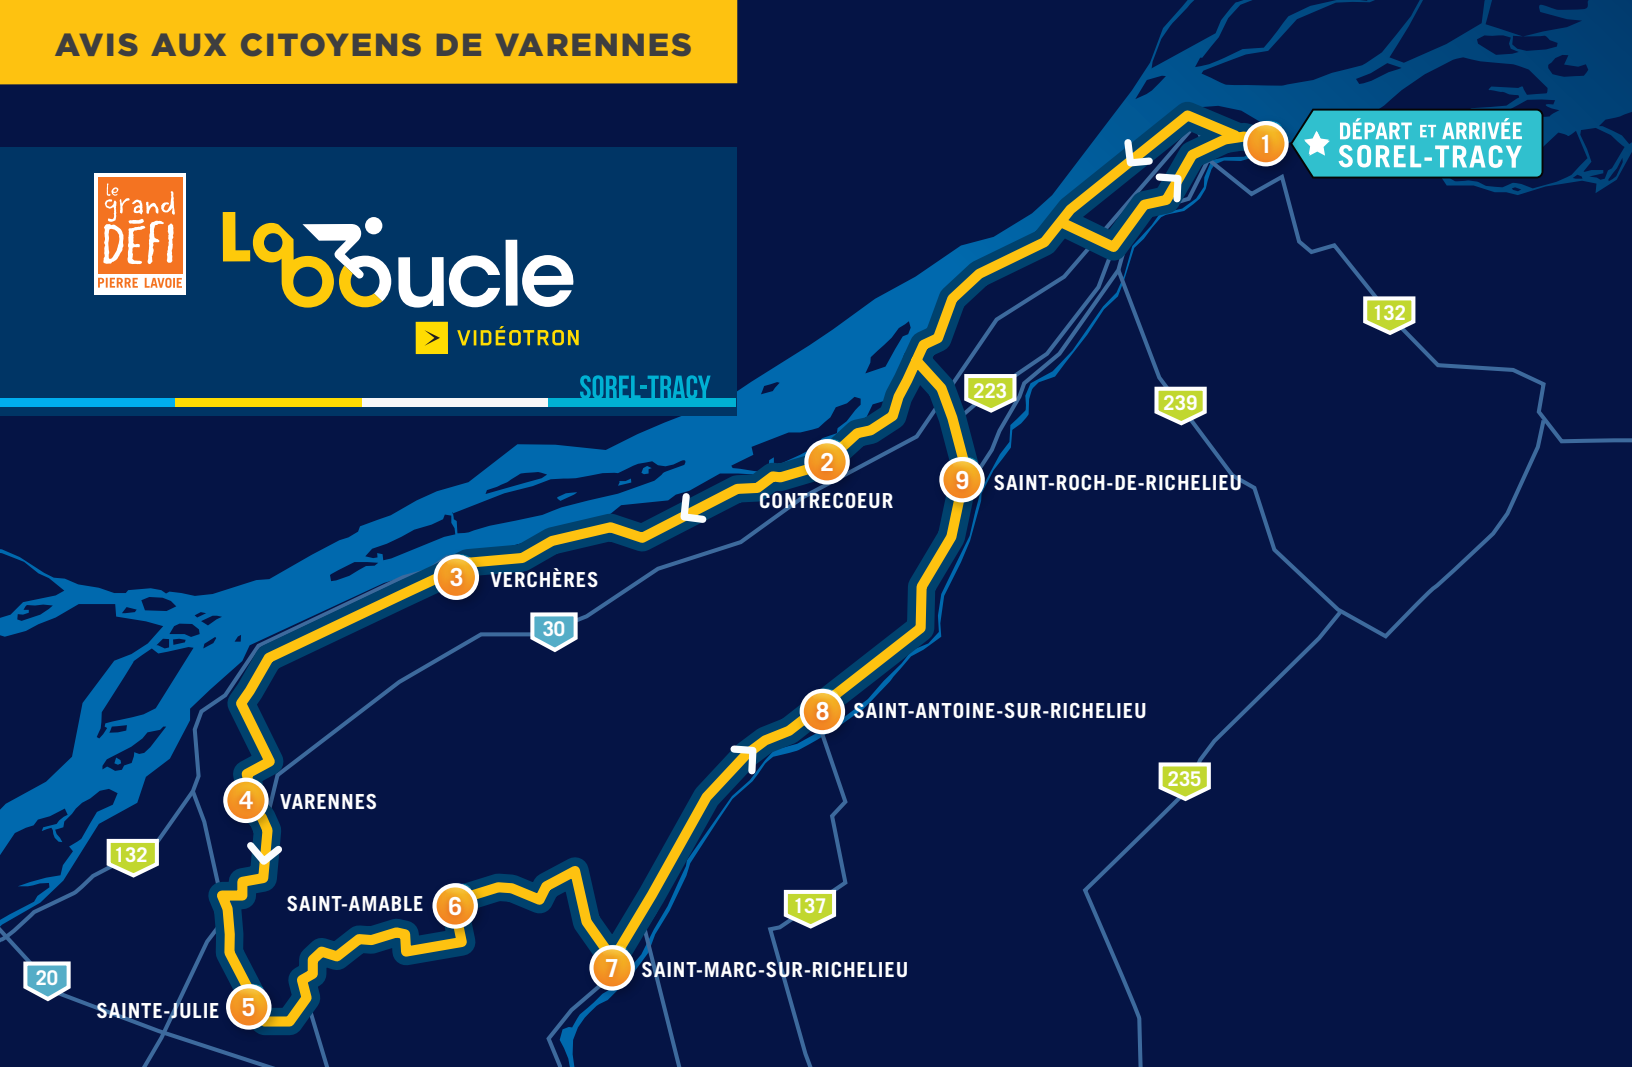 AVIS AUX CITOYENS DE VARENNES
le
grand
DÉFI
PIERRE LAVOIE
La boucle
VIDÉOTRON
SOREL-TRACY
1
DÉPART ET ARRIVÉE
SOREL-TRACY
132
223
239
2
CONTRECOEUR
9
SAINT-ROCH-DE-RICHELIEU
3
VERCHÈRES
30
8
SAINT-ANTOINE-SUR-RICHELIEU
235
4
VARENNES
132
SAINT-AMABLE
6
137
7
SAINT-MARC-SUR-RICHELIEU
20
SAINTE-JULIE
5